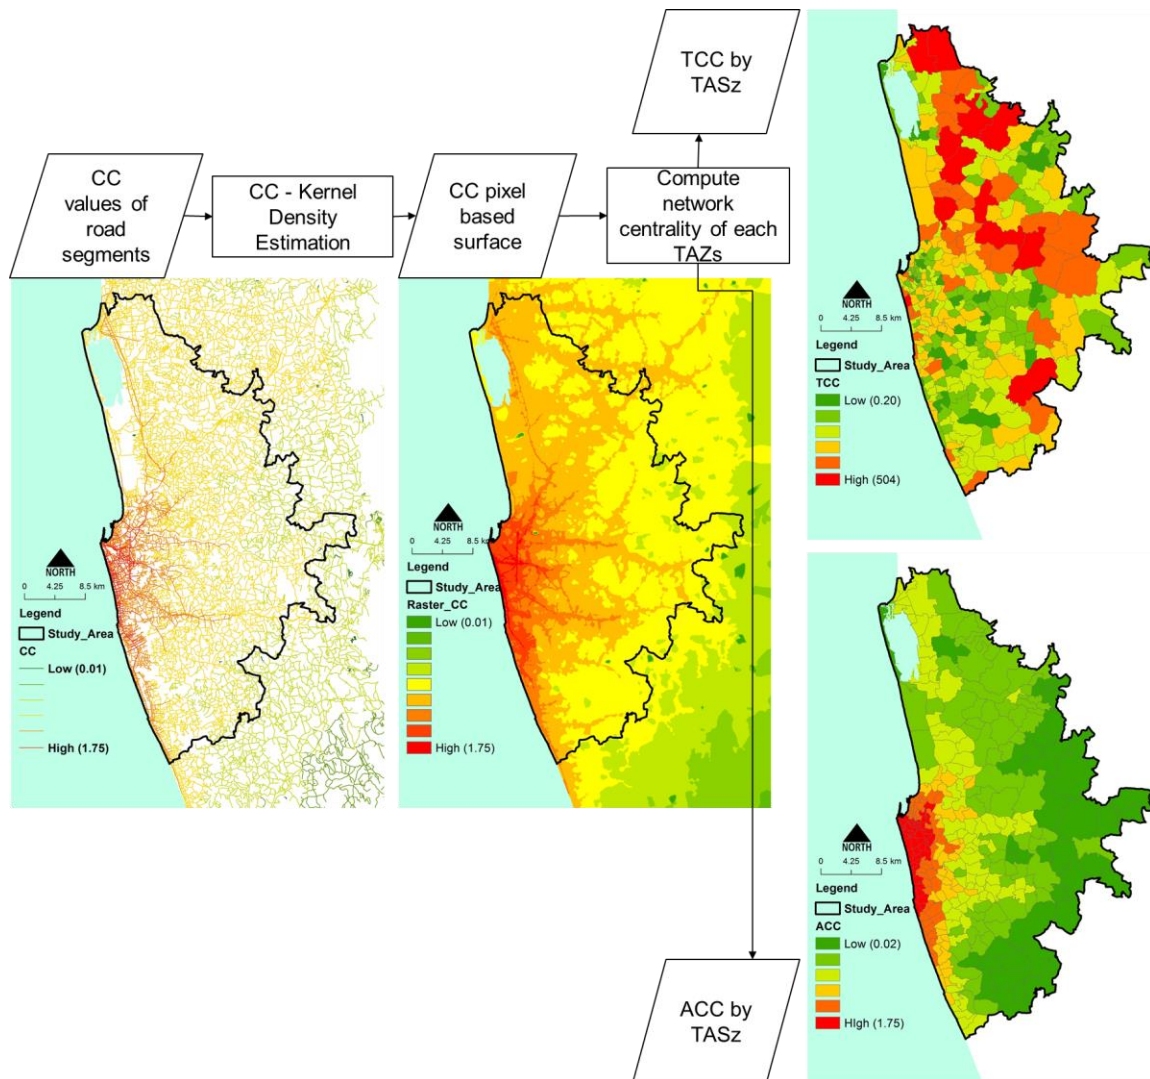 TCC by
TASz
CC
values of
road
segments
CC - Kernel
Density
Estimation
CC pixel
based
surface
Compute
network
centrality of each
TAZs
NORTH
0 4.25 8.5 km
Legend
Study_Area
CC
Low (0.01)
High (1.75)
NORTH
0 4.25 8.5 km
Legend
Study_Area
Raster_CC
Low (0.01)
High (1.75)
NORTH
0 4.25 8.5 km
Legend
Study_Area
TCC
Low (0.20)
High (504)
NORTH
0 4.25 8.5 km
Legend
Study_Area
ACC
Low (0.02)
HIgh (1.75)
ACC by
TASz